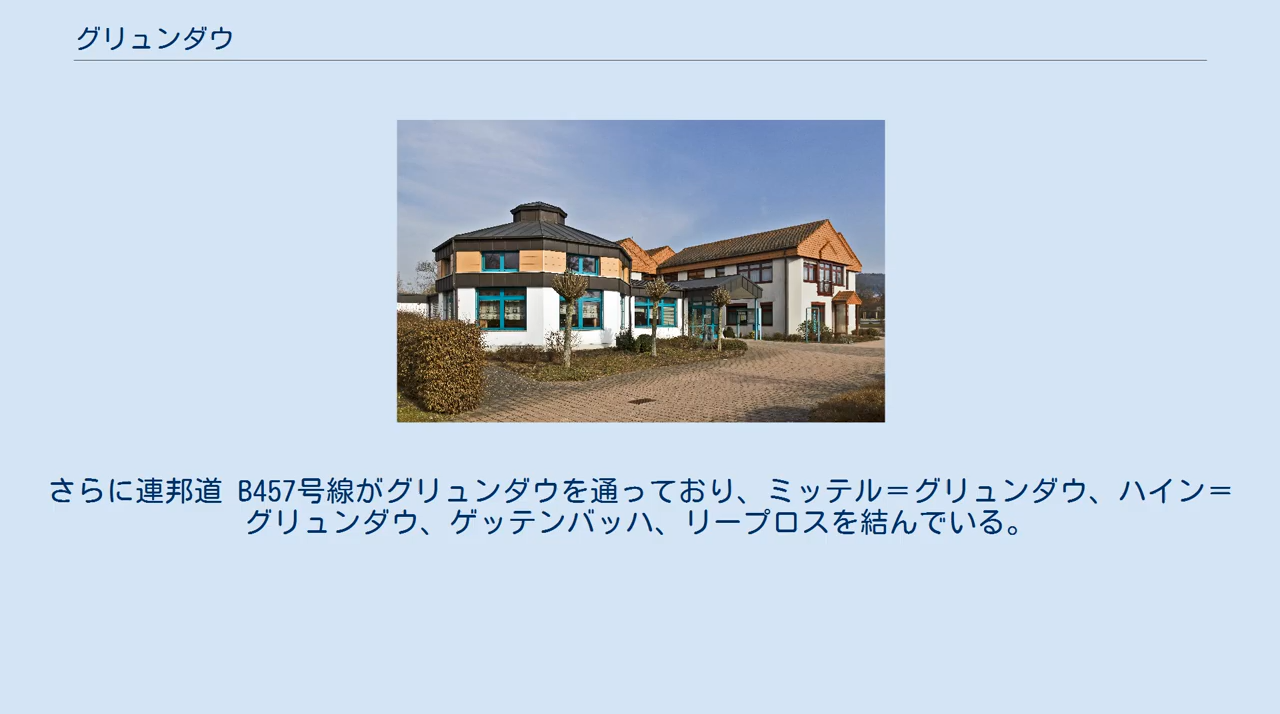 グリュンダウ
さらに連邦道 B457号線がグリュンダウを通っており、ミッテル＝グリュンダウ、ハイン＝
グリュンダウ、ゲッテンバッハ、リープロスを結んでいる。